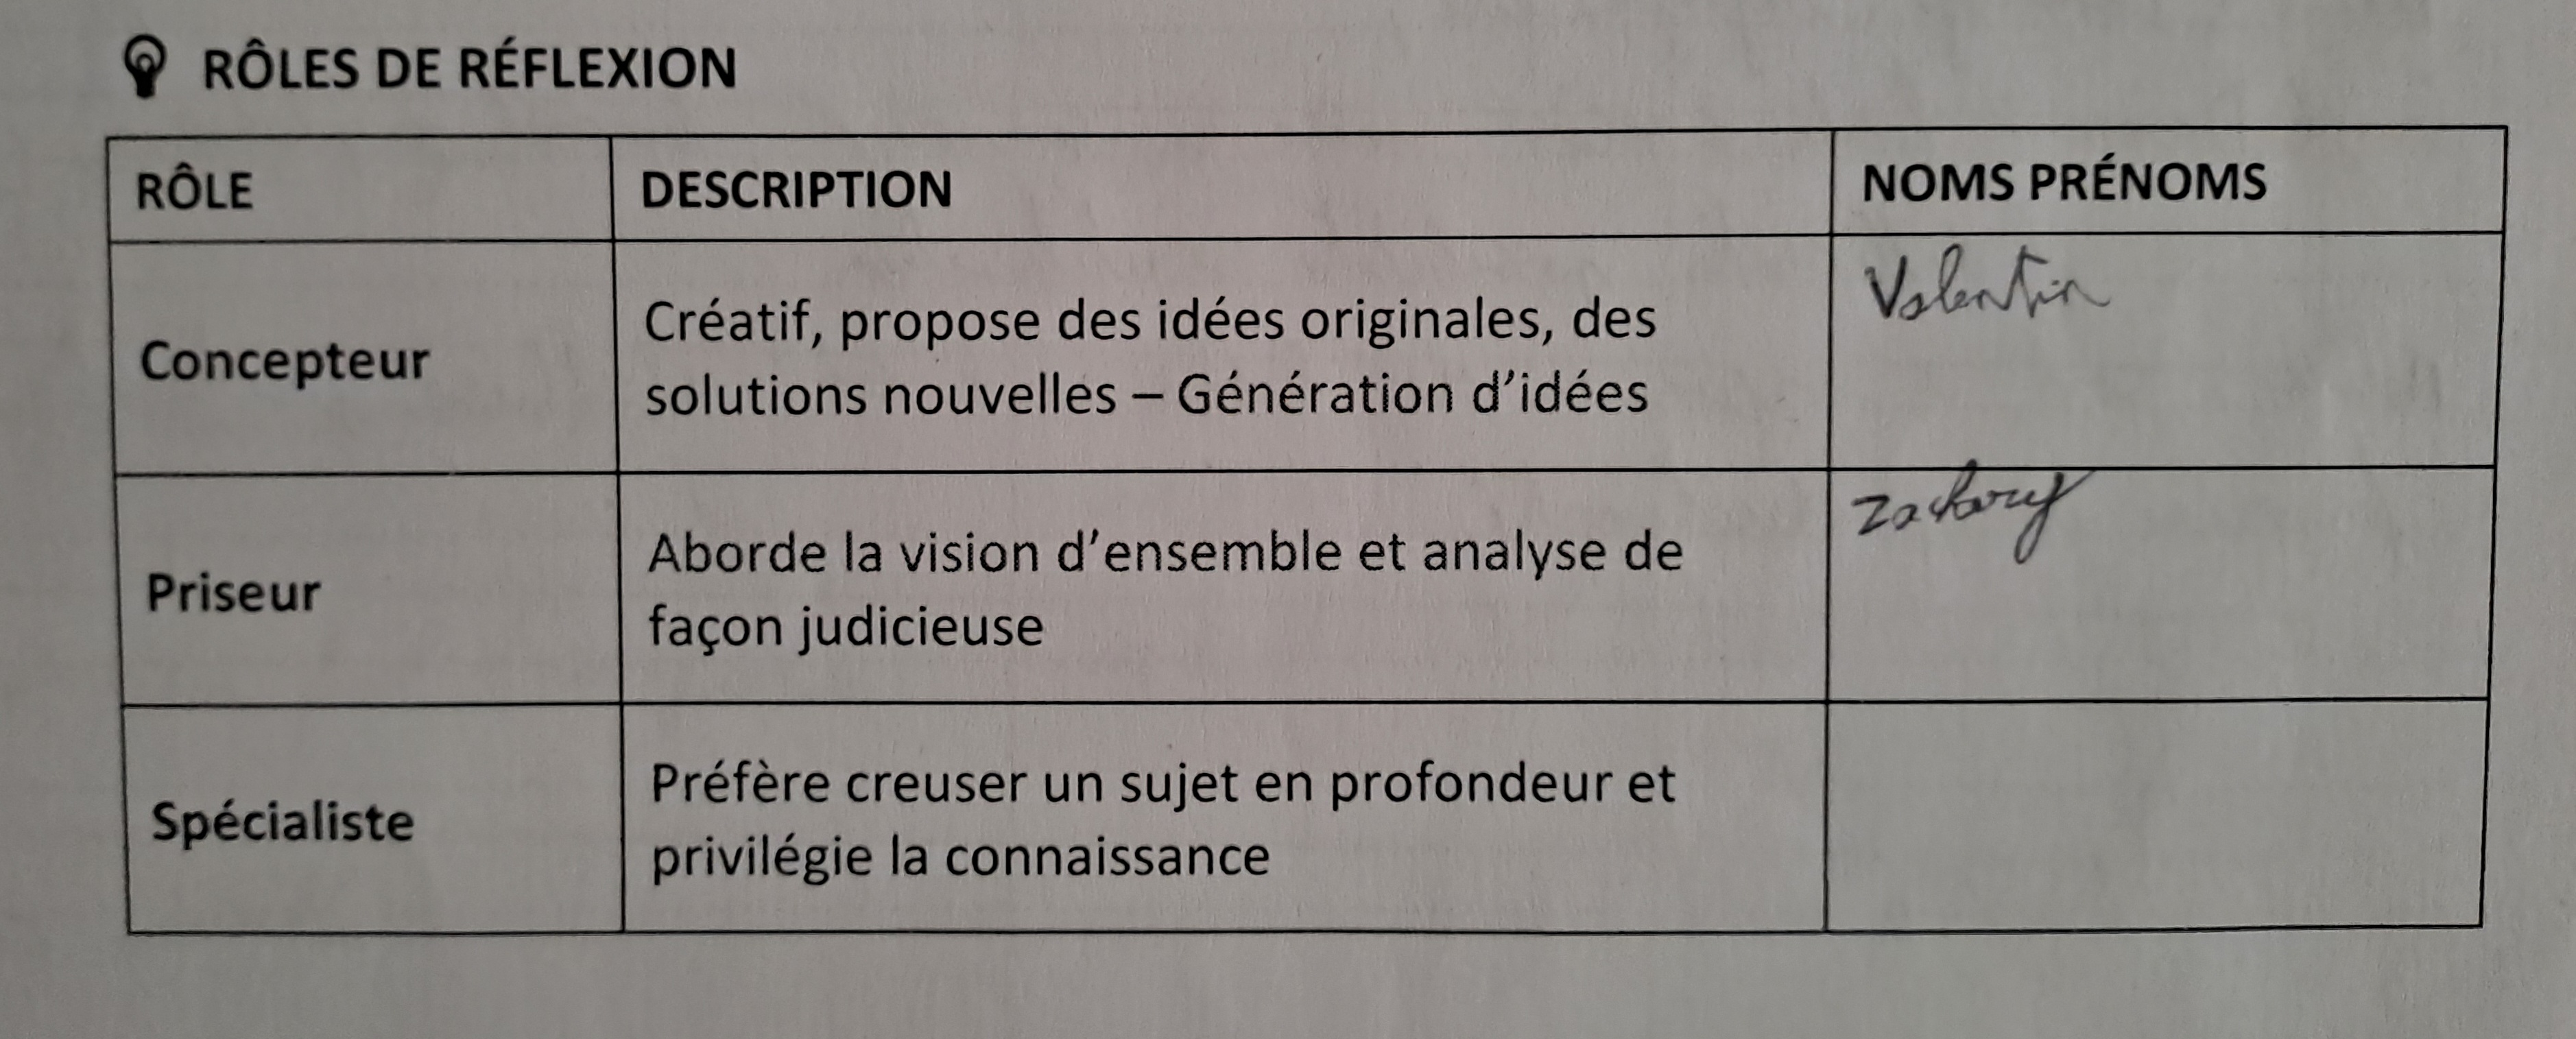 RÔLES DE RÉFLEXION
RÔLE DESCRIPTION NOMS PRÉNOMS
Concepteur
Créatif, propose des idées originales, des
solutions nouvelles – Génération d'idées
Valentin
Priseur
Aborde la vision d'ensemble et analyse de
façon judicieuse
Zachary
Spécialiste
Préfère creuser un sujet en profondeur et
privilégie la connaissance